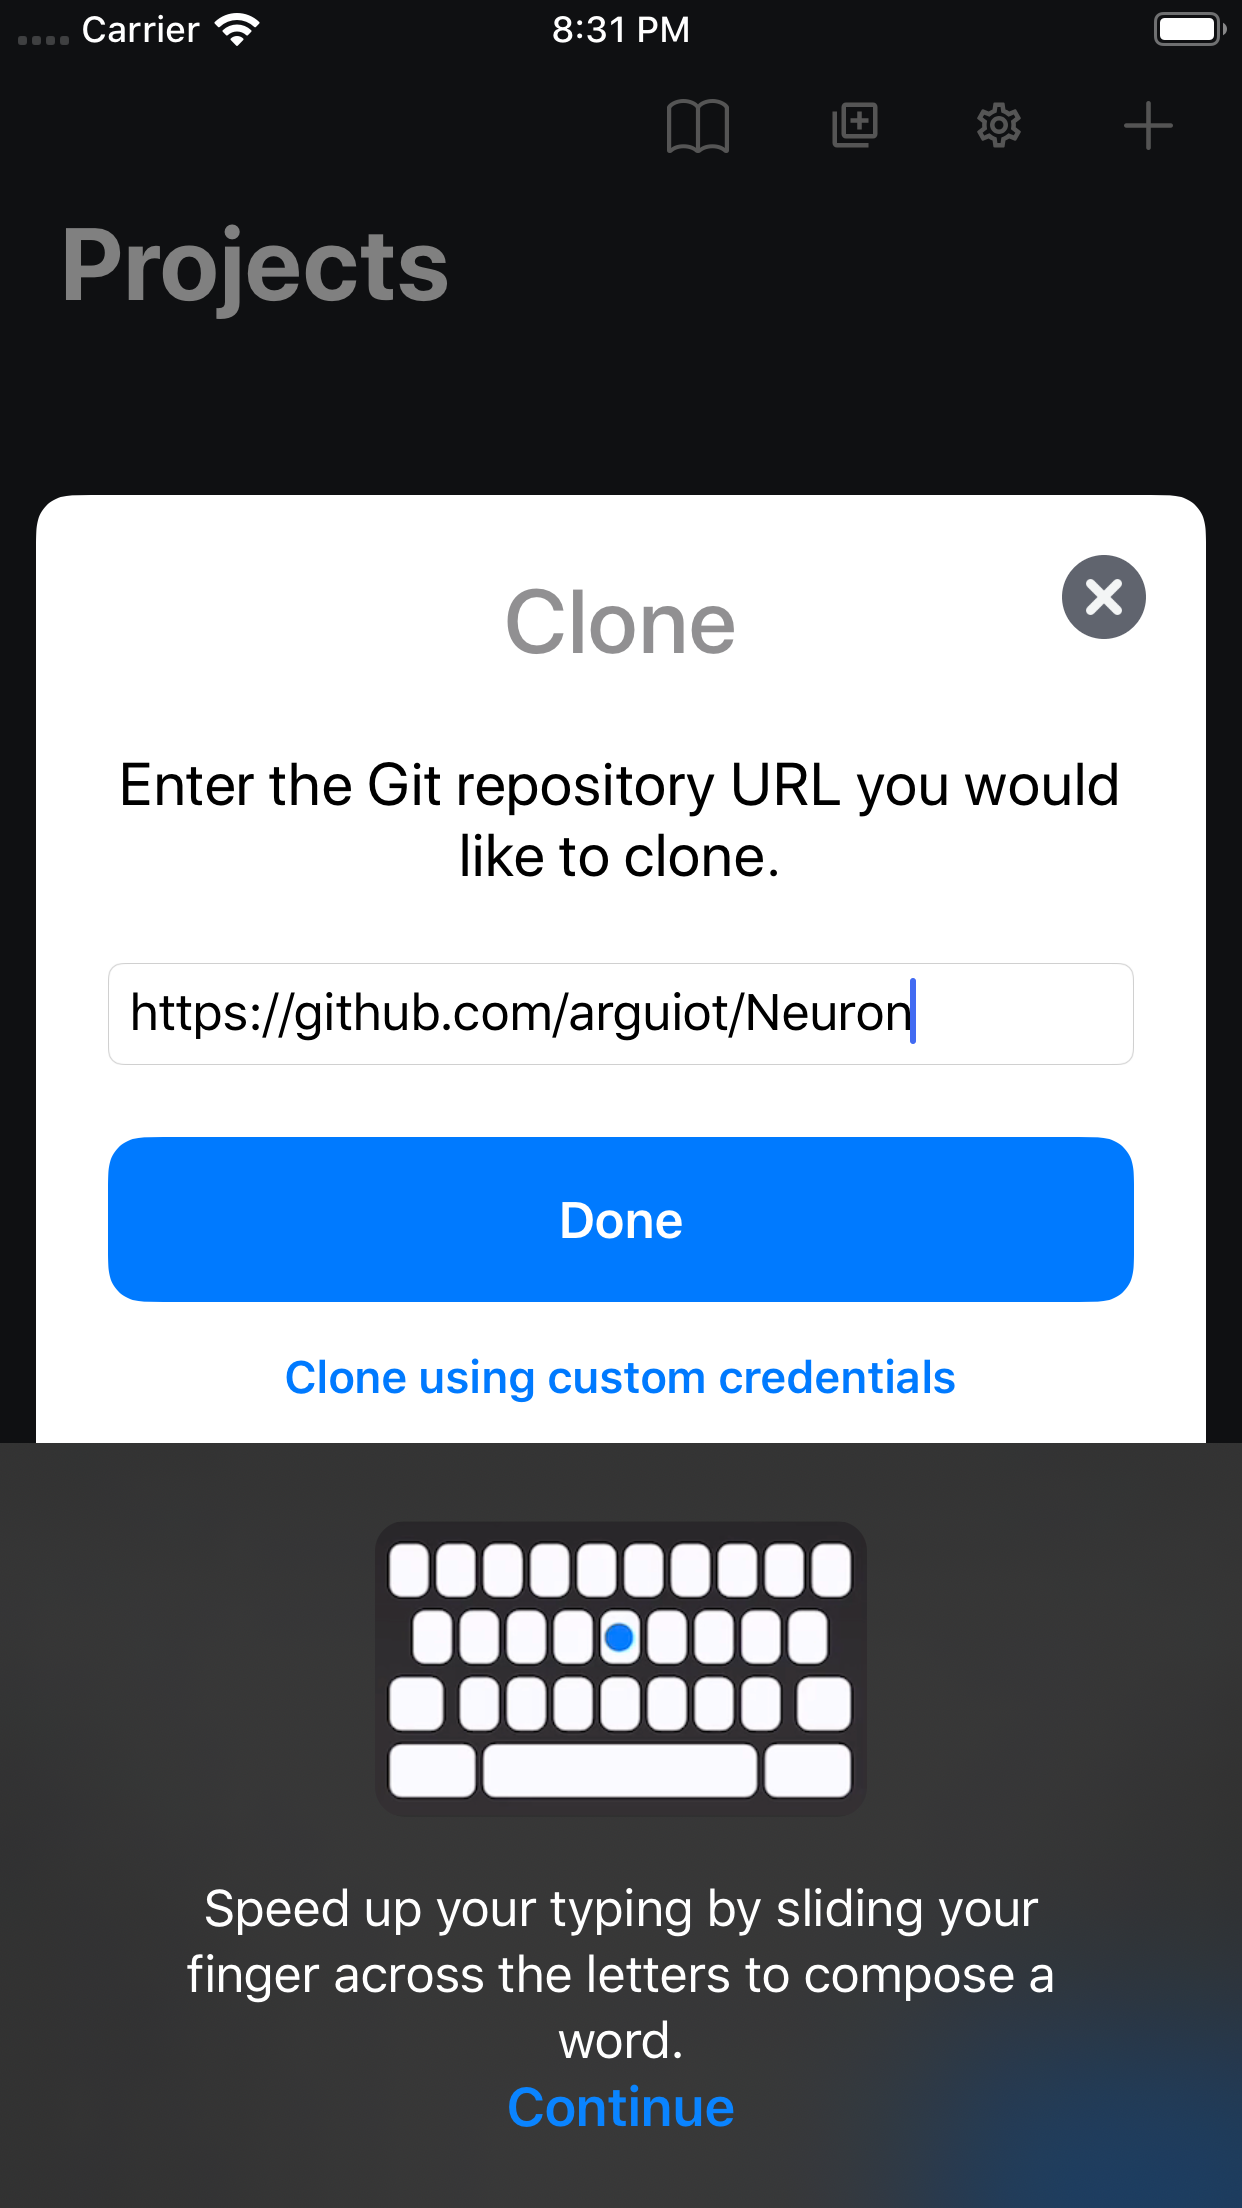 Carrier
8:31 PM
Projects
Clone
Enter the Git repository URL you would
like to clone.
https://github.com/arguiot/Neuron
Done
Clone using custom credentials
Speed up your typing by sliding your
finger across the letters to compose a
word.
Continue